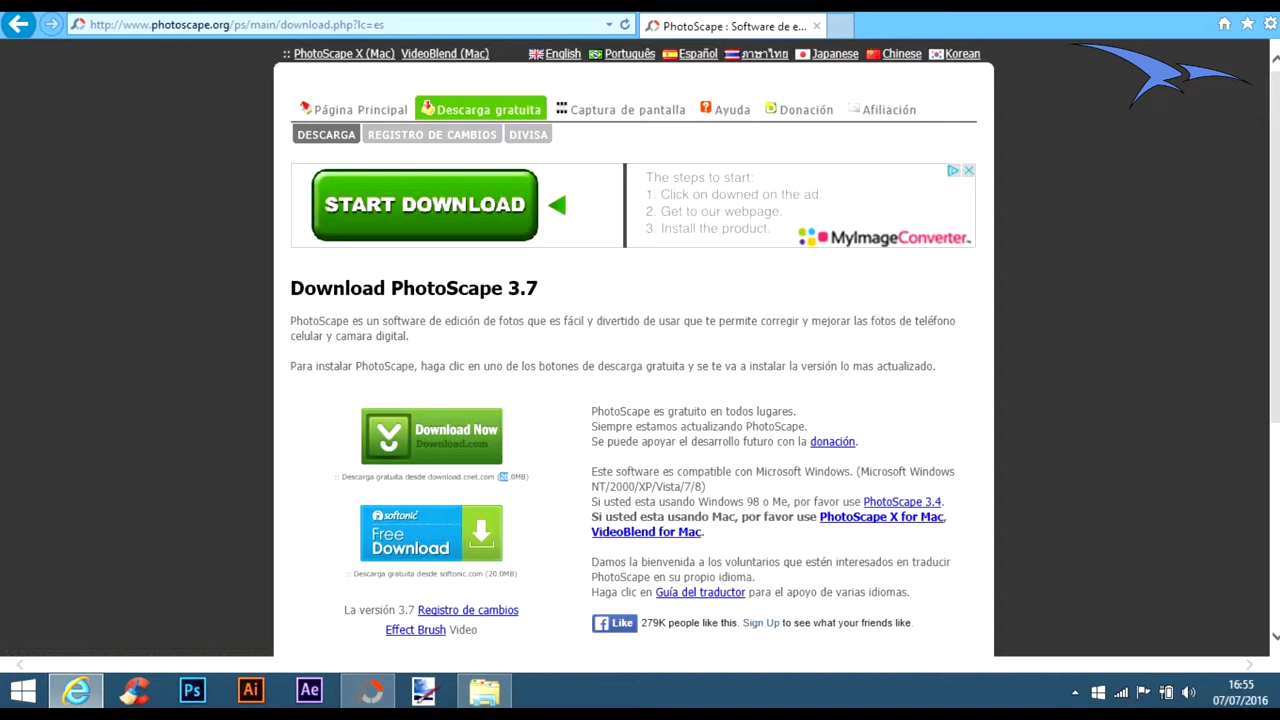 http://www.photoscape.org/ps/main/download.php?lc=es
PhotoScape : Software de e...
:: PhotoScape X (Mac) VideoBlend (Mac) English Português Español ภาษาไทย Japanese Chinese Korean
Página Principal Descarga gratuita Captura de pantalla Ayuda Donación Afiliación
DESCARGA REGISTRO DE CAMBIOS DIVISA
START DOWNLOAD
The steps to start:
1. Click on downed on the ad.
2. Get to our webpage.
3. Install the product.
MyImageConverter
Download PhotoScape 3.7
PhotoScape es un software de edición de fotos que es fácil y divertido de usar que te permite corregir y mejorar las fotos de teléfono
celular y camara digital.
Para instalar PhotoScape, haga clic en uno de los botones de descarga gratuita y se te va a instalar la versión lo mas actualizado.
Download Now
Download.com
:: Descarga gratuita desde download.cnet.com (20.0MB)
softonic
Free
Download
:: Descarga gratuita desde softonic.com (20.0MB)
La versión 3.7 Registro de cambios
Effect Brush Video
PhotoScape es gratuito en todos lugares.
Siempre estamos actualizando PhotoScape.
Se puede apoyar el desarrollo futuro con la donación.
Este software es compatible con Microsoft Windows. (Microsoft Windows
NT/2000/XP/Vista/7/8)
Si usted esta usando Windows 98 o Me, por favor use PhotoScape 3.4.
Si usted esta usando Mac, por favor use PhotoScape X for Mac,
VideoBlend for Mac.
Damos la bienvenida a los voluntarios que estén interesados en traducir
PhotoScape en su propio idioma.
Haga clic en Guía del traductor para el apoyo de varias idiomas.
Like 279K people like this. Sign Up to see what your friends like.
Ps Ai Ae
16:55
07/07/2016